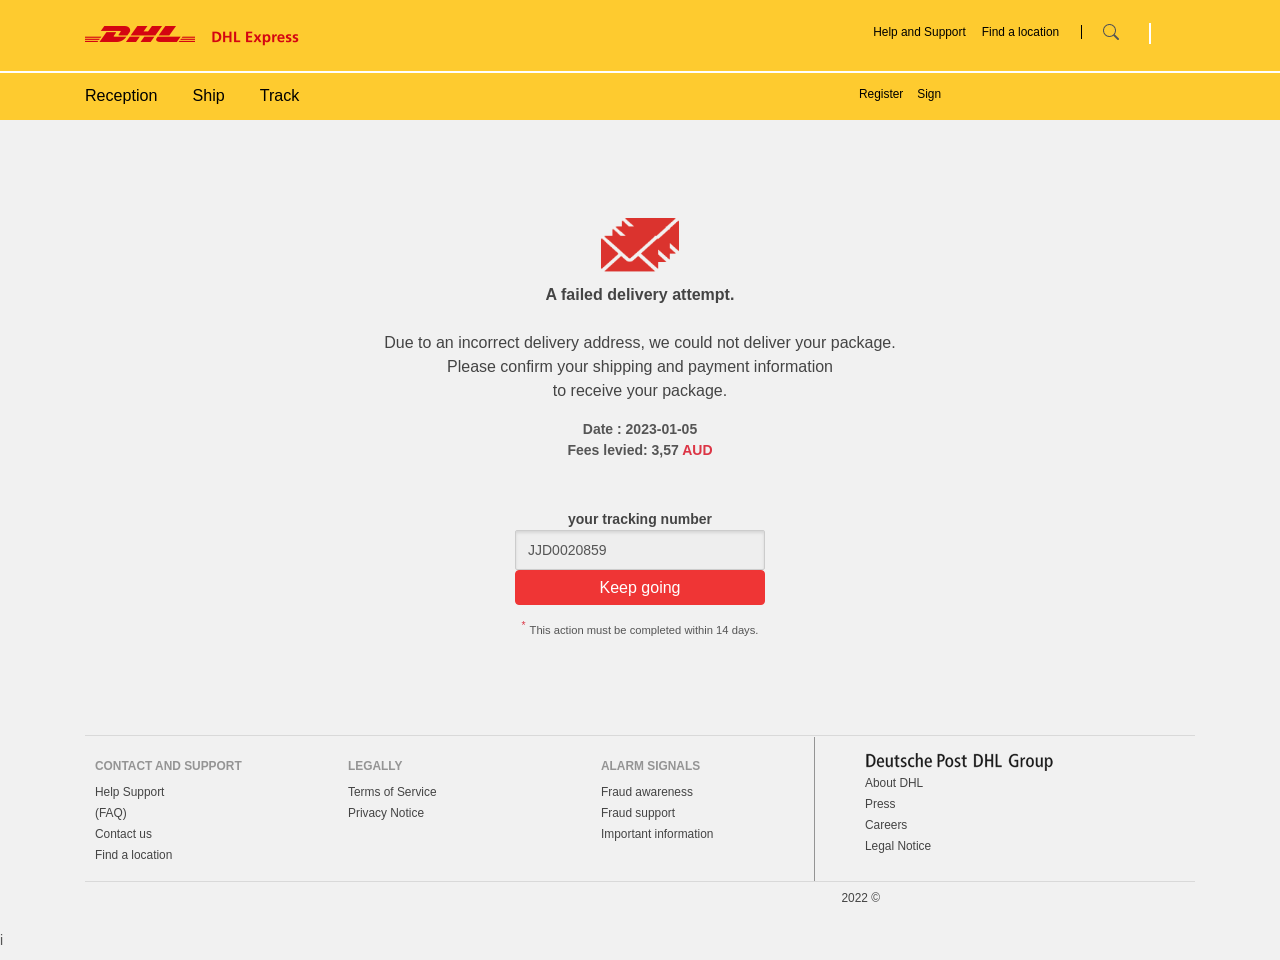 DHL DHL Express
Help and Support Find a location
Reception Ship Track
Register Sign
A failed delivery attempt.
Due to an incorrect delivery address, we could not deliver your package.
Please confirm your shipping and payment information
to receive your package.
Date : 2023-01-05
Fees levied: 3,57 AUD
your tracking number
JJD0020859
Keep going
* This action must be completed within 14 days.
CONTACT AND SUPPORT
Help Support
(FAQ)
Contact us
Find a location
LEGALLY
Terms of Service
Privacy Notice
ALARM SIGNALS
Fraud awareness
Fraud support
Important information
Deutsche Post DHL Group
About DHL
Press
Careers
Legal Notice
2022 ©
i